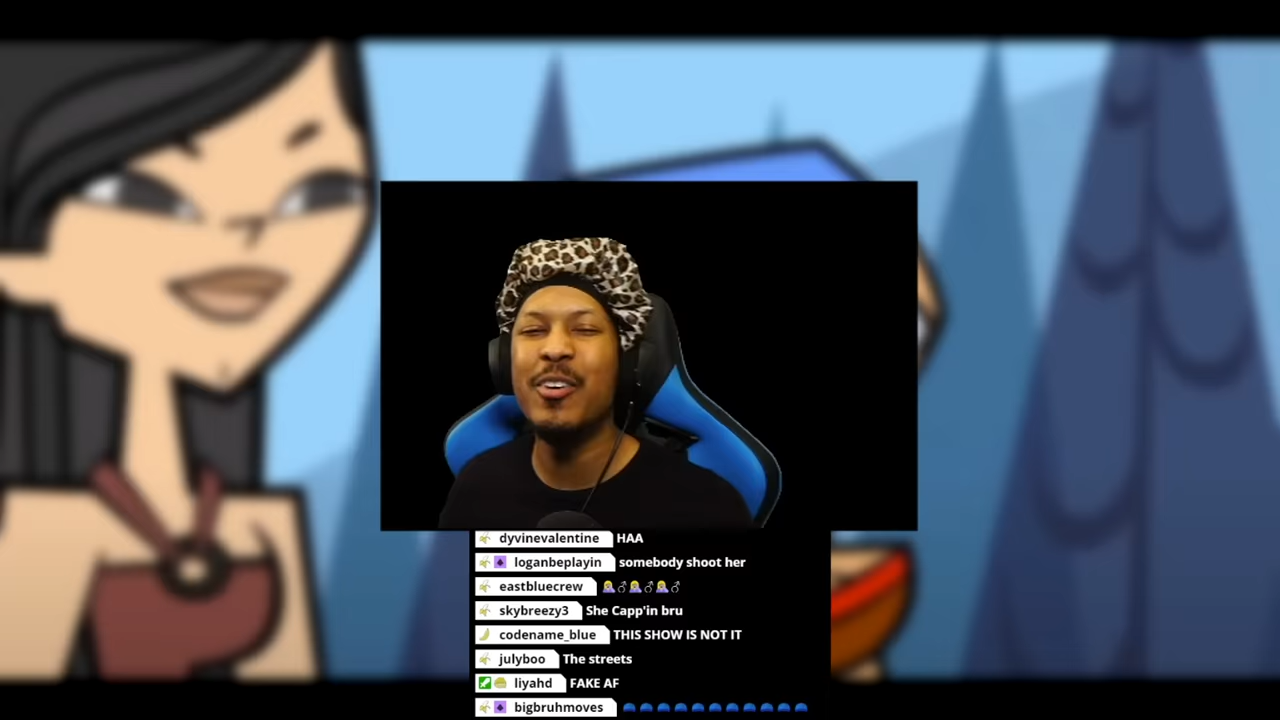 dyvinevalentine HAA
loganbeplayin somebody shoot her
eastbluecrew 🤦‍♀️♂🤦‍♀️♂🤦‍♀️♂
skybreezy3 She Capp'in bru
codename_blue THIS SHOW IS NOT IT
julyboo The streets
liyahd FAKE AF
bigbruhmoves 🧢🧢🧢🧢🧢🧢🧢🧢🧢🧢🧢